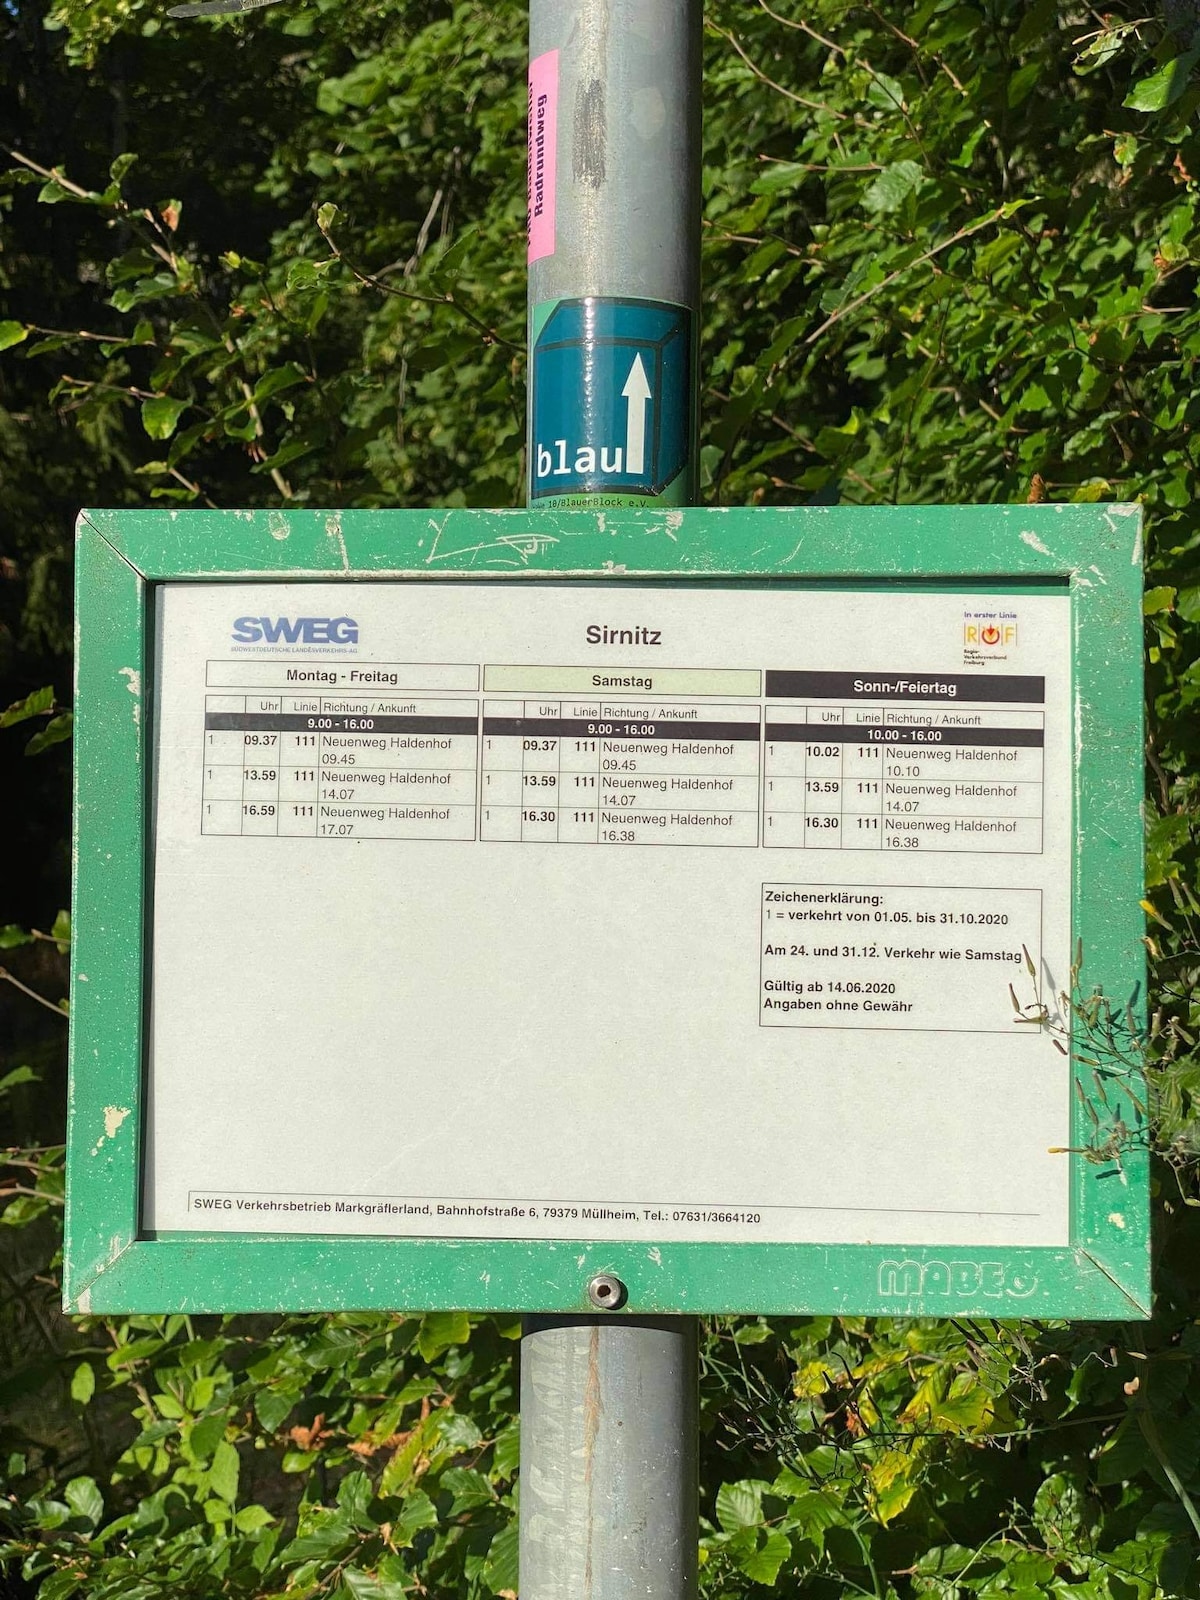 Radrundweg
blau
10/BlauerBlock e.V.
SWEG
SÜDWESTDEUTSCHE LANDESVERKEHRS-AG
Sirnitz
in erster Linie
RVF
Regio-
Verkehrsverbund
Freiburg
Montag - Freitag
Uhr Linie Richtung / Ankunft
9.00 - 16.00
1 09.37 111 Neuenweg Haldenhof
09.45
1 13.59 111 Neuenweg Haldenhof
14.07
1 16.59 111 Neuenweg Haldenhof
17.07
Samstag
Uhr Linie Richtung / Ankunft
9.00 - 16.00
1 09.37 111 Neuenweg Haldenhof
09.45
1 13.59 111 Neuenweg Haldenhof
14.07
1 16.30 111 Neuenweg Haldenhof
16.38
Sonn-/Feiertag
Uhr Linie Richtung / Ankunft
10.00 - 16.00
1 10.02 111 Neuenweg Haldenhof
10.10
1 13.59 111 Neuenweg Haldenhof
14.07
1 16.30 111 Neuenweg Haldenhof
16.38
Zeichenerklärung:
1 = verkehrt von 01.05. bis 31.10.2020
Am 24. und 31.12. Verkehr wie Samstag
Gültig ab 14.06.2020
Angaben ohne Gewähr
SWEG Verkehrsbetrieb Markgräflerland, Bahnhofstraße 6, 79379 Müllheim, Tel.: 07631/3664120
MABEG